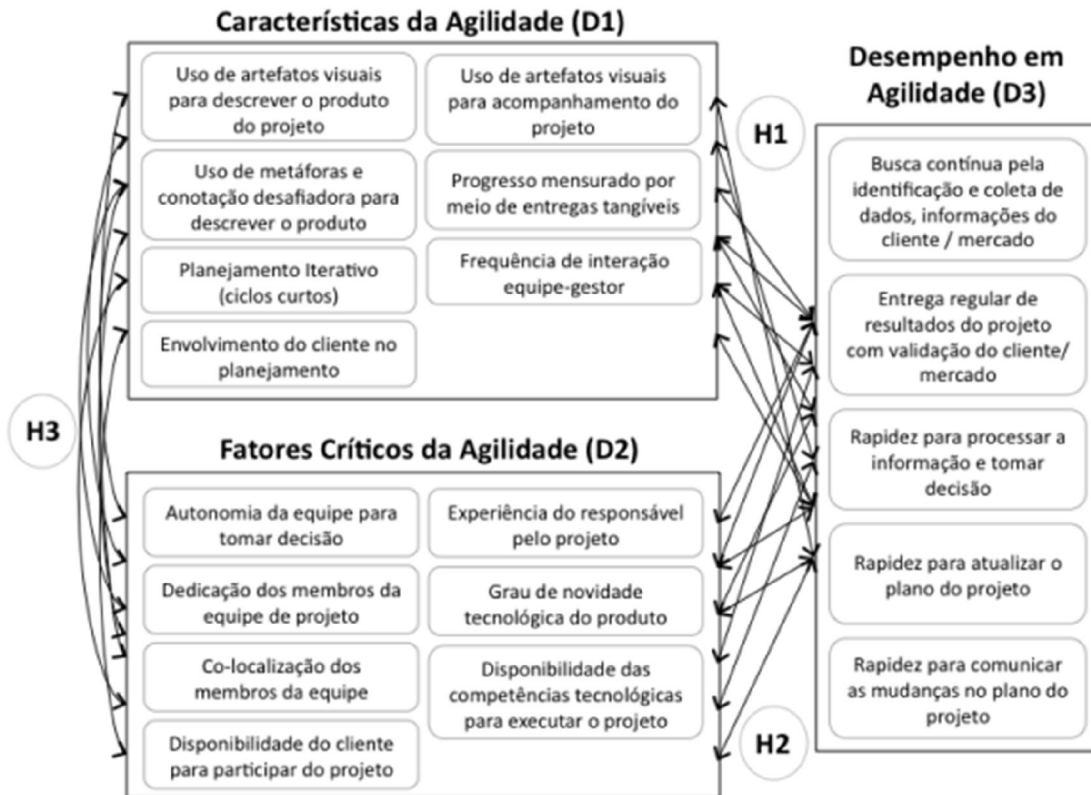 Características da Agilidade (D1)
Uso de artefatos visuais
para descrever o produto
do projeto
Uso de artefatos visuais
para acompanhamento do
projeto
Uso de metáforas e
conotação desafiadora para
descrever o produto
Progresso mensurado por
meio de entregas tangíveis
Planejamento Iterativo
(ciclos curtos)
Frequência de interação
equipe-gestor
Envolvimento do cliente no
planejamento
H1
H3
Fatores Críticos da Agilidade (D2)
Autonomia da equipe para
tomar decisão
Experiência do responsável
pelo projeto
Dedicação dos membros da
equipe de projeto
Grau de novidade
tecnológica do produto
Co-localização dos
membros da equipe
Disponibilidade das
competências tecnológicas
para executar o projeto
Disponibilidade do cliente
para participar do projeto
H2
Desempenho em
Agilidade (D3)
Busca contínua pela
identificação e coleta de
dados, informações do
cliente / mercado
Entrega regular de
resultados do projeto
com validação do cliente/
mercado
Rapidez para processar a
informação e tomar
decisão
Rapidez para atualizar o
plano do projeto
Rapidez para comunicar
as mudanças no plano do
projeto